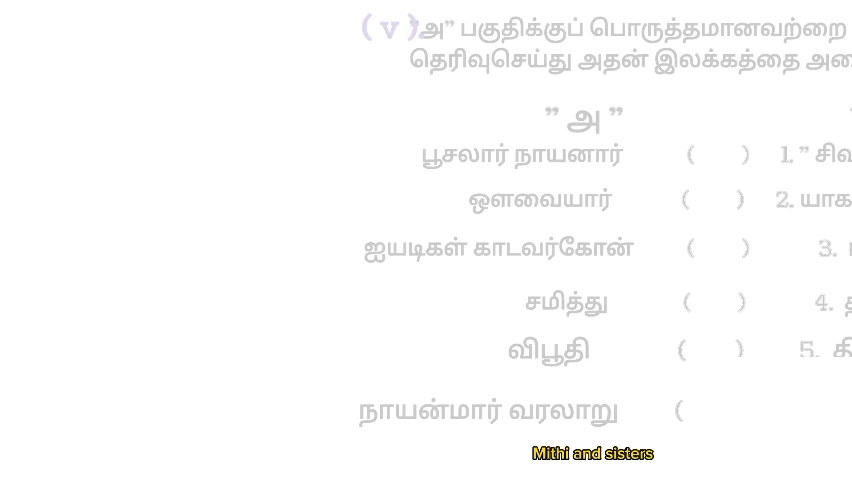 ( v ). "அ" பகுதிக்குப் பொருத்தமானவற்றை
தெரிவுசெய்து அதன் இலக்கத்தை
" அ "
பூசலார் நாயனார் ( ) 1. "
ஔவையார் ( ) 2.
ஐயடிகள் காடவர்கோன் ( ) 3.
சமித்து ( ) 4.
விபூதி ( ) 5.
நாயன்மார் வரலாறு (
Mithi and sisters